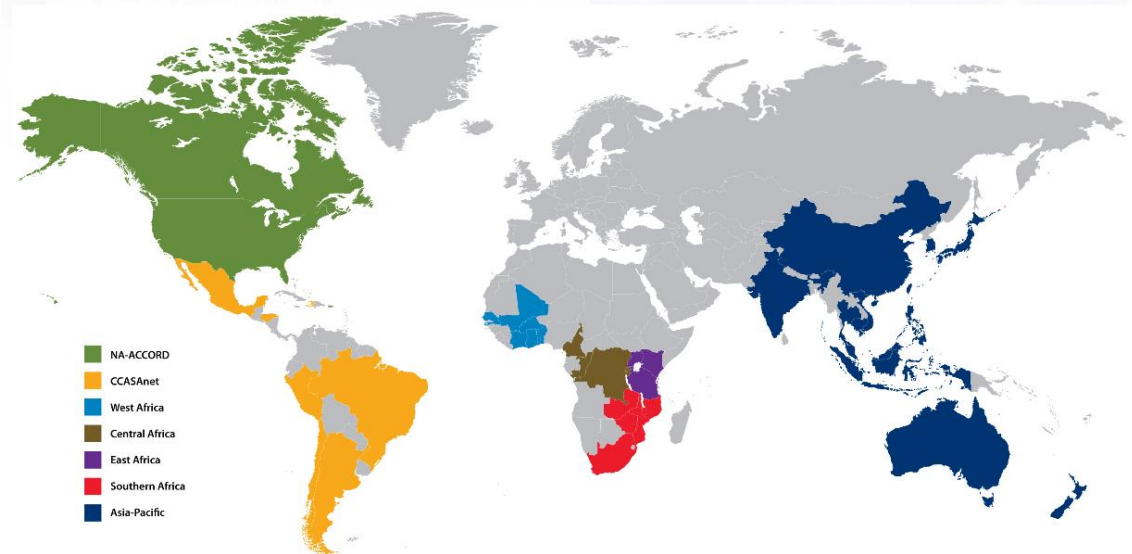 NA-ACCORD
CCASAnet
West Africa
Central Africa
East Africa
Southern Africa
Asia-Pacific